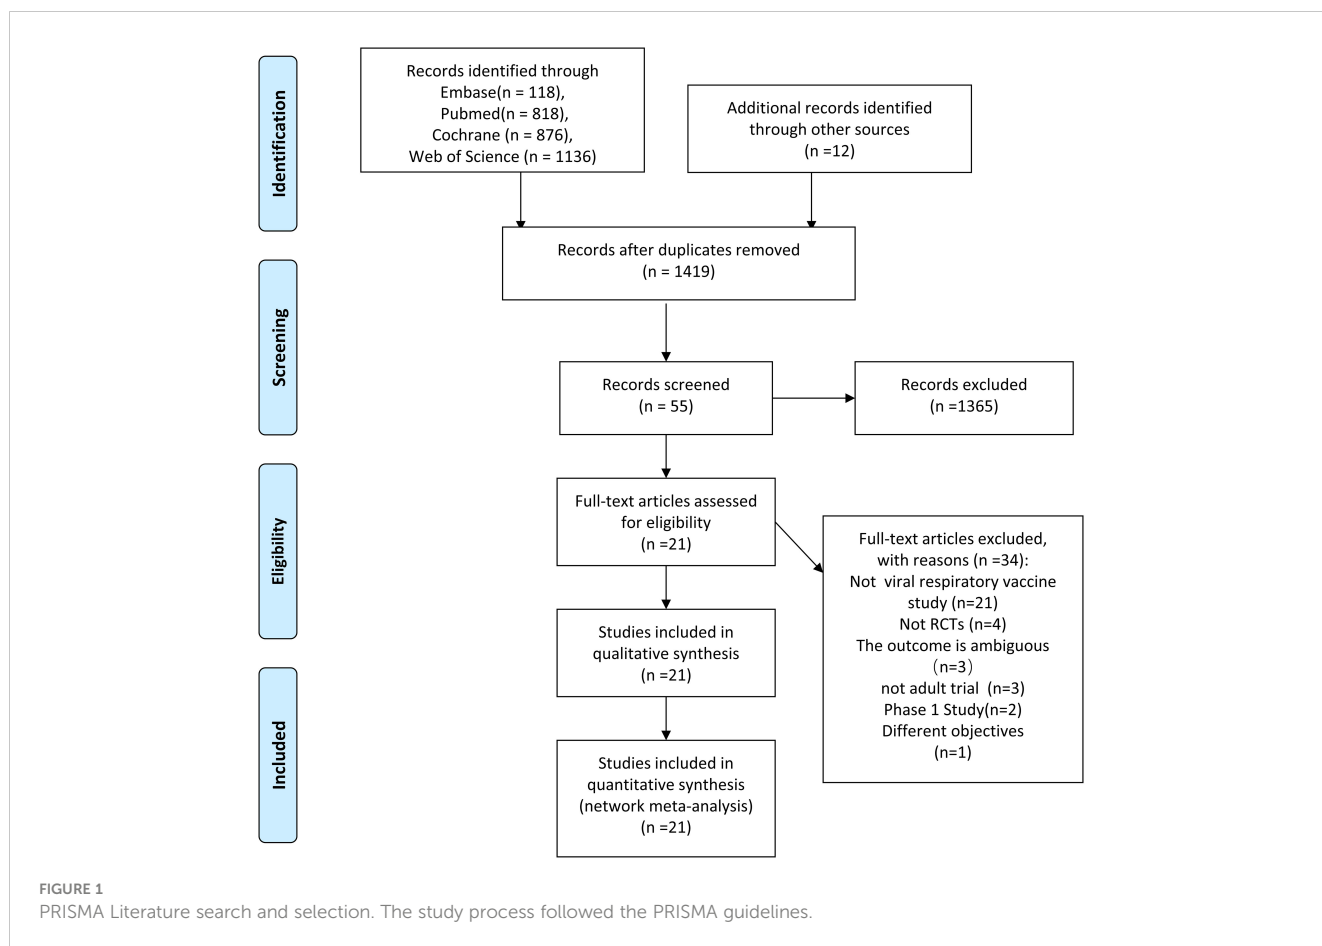 Identification
Records identified through
Embase(n = 118),
Pubmed(n = 818),
Cochrane (n = 876),
Web of Science (n = 1136)
Additional records identified
through other sources
(n =12)
Records after duplicates removed
(n = 1419)
Screening
Records screened
(n = 55)
Records excluded
(n =1365)
Eligibility
Full-text articles assessed
for eligibility
(n =21)
Full-text articles excluded,
with reasons (n =34):
Not viral respiratory vaccine
study (n=21)
Not RCTs (n=4)
The outcome is ambiguous
（n=3）
not adult trial (n=3)
Phase 1 Study(n=2)
Different objectives
(n=1)
Studies included in
qualitative synthesis
(n =21)
Included
Studies included in
quantitative synthesis
(network meta-analysis)
(n =21)
FIGURE 1
PRISMA Literature search and selection. The study process followed the PRISMA guidelines.